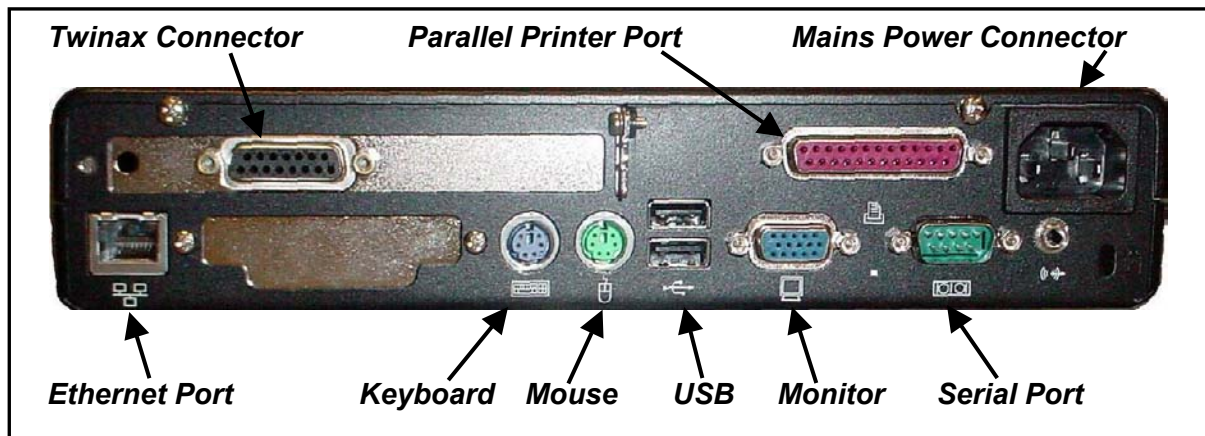 Twinax Connector Parallel Printer Port Mains Power Connector
Ethernet Port Keyboard Mouse USB Monitor Serial Port